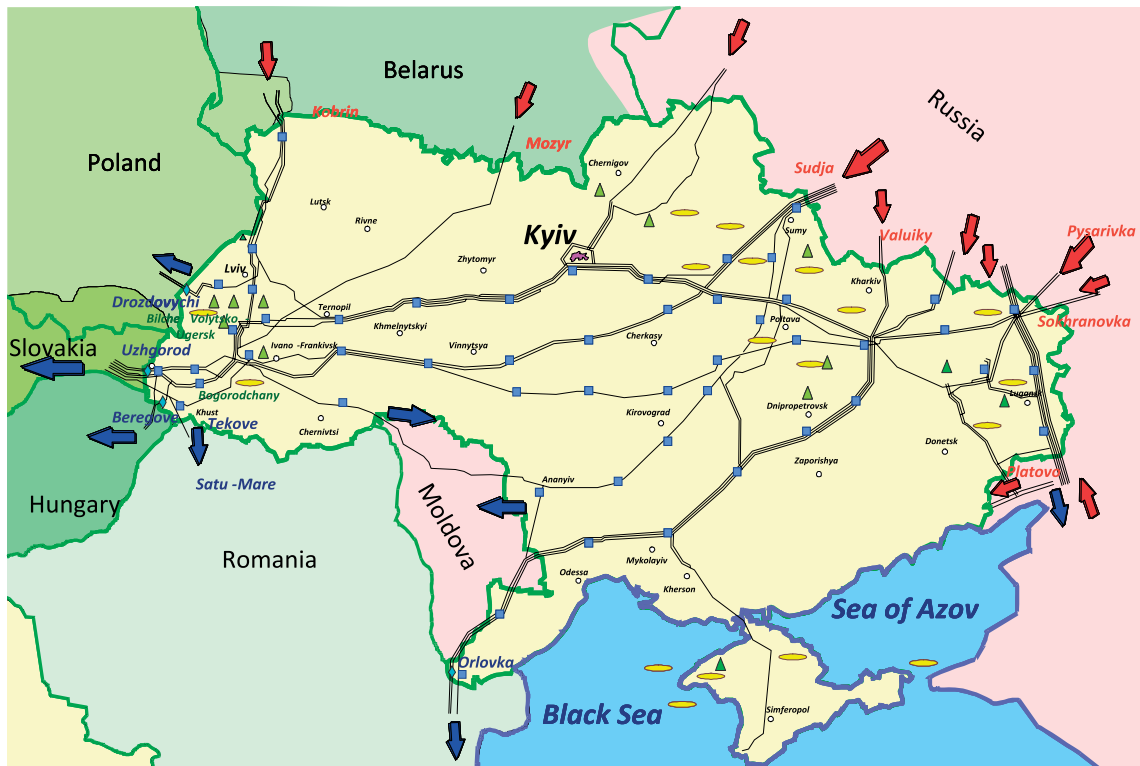 Belarus
Russia
Kobrin
Mozyr
Poland
Chernigov
Sudja
Lutsk
Rivne
Kyiv
Sumy
Valuiky
Pysarivka
Lviv
Zhytomyr
Kharkiv
Drozdovychi
Bilche Volytsko
Ugersk
Ternopil
Khmelnytskyi
Poltava
Sokhranovka
Slovakia
Uzhgorod
Ivano -Frankivsk
Vinnytsya
Cherkasy
Bogorodchany
Lugansk
Beregove
Khust
Tekove
Chernivtsi
Kirovograd
Dnipropetrovsk
Donetsk
Zaporishya
Platovo
Satu -Mare
Ananyiv
Hungary
Moldova
Romania
Mykolayiv
Odessa
Kherson
Sea of Azov
Orlovka
Black Sea
Simferopol